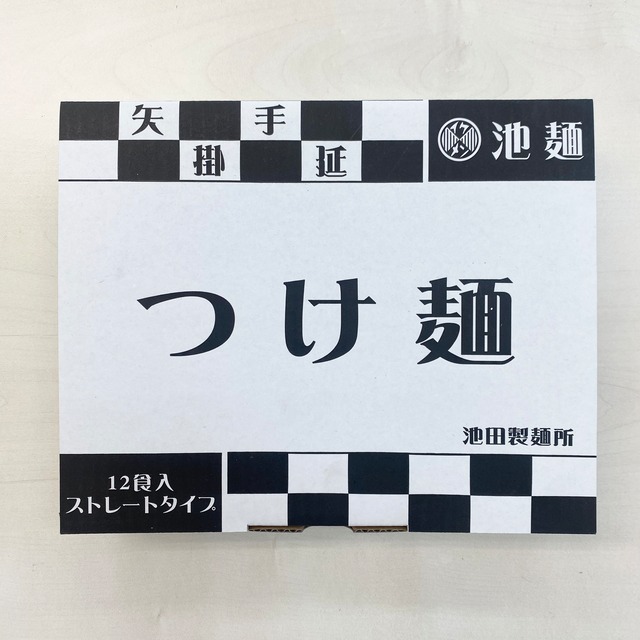 矢掛手延
池麺
つけ麺
池田製麺所
12食入
ストレートタイプ